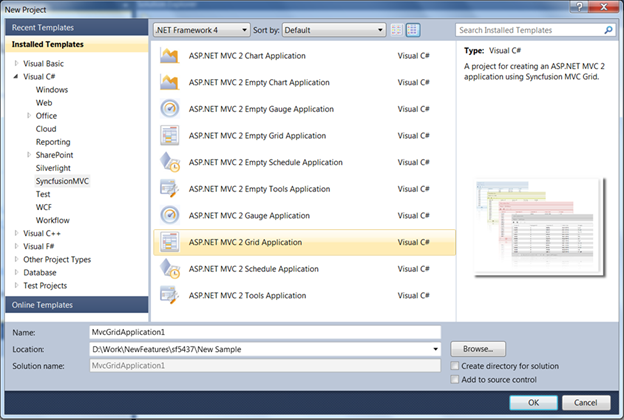 New Project
Recent Templates
.NET Framework 4
Sort by:
Default
Search Installed Templates
Installed Templates
Visual Basic
Visual C#
Windows
Web
Office
Cloud
Reporting
SharePoint
Silverlight
SyncfusionMVC
Test
WCF
Workflow
Visual C++
Visual F#
Other Project Types
Database
Test Projects
Online Templates
ASP.NET MVC 2 Chart Application Visual C#
ASP.NET MVC 2 Empty Chart Application Visual C#
ASP.NET MVC 2 Empty Gauge Application Visual C#
ASP.NET MVC 2 Empty Grid Application Visual C#
ASP.NET MVC 2 Empty Schedule Application Visual C#
ASP.NET MVC 2 Empty Tools Application Visual C#
ASP.NET MVC 2 Gauge Application Visual C#
ASP.NET MVC 2 Grid Application Visual C#
ASP.NET MVC 2 Schedule Application Visual C#
ASP.NET MVC 2 Tools Application Visual C#
Type: Visual C#
A project for creating an ASP.NET MVC 2
application using Syncfusion MVC Grid.
Name: MvcGridApplication1
Location: D:\Work\NewFeatures\sf5437\New Sample
Browse...
Solution name: MvcGridApplication1
Create directory for solution
Add to source control
OK
Cancel